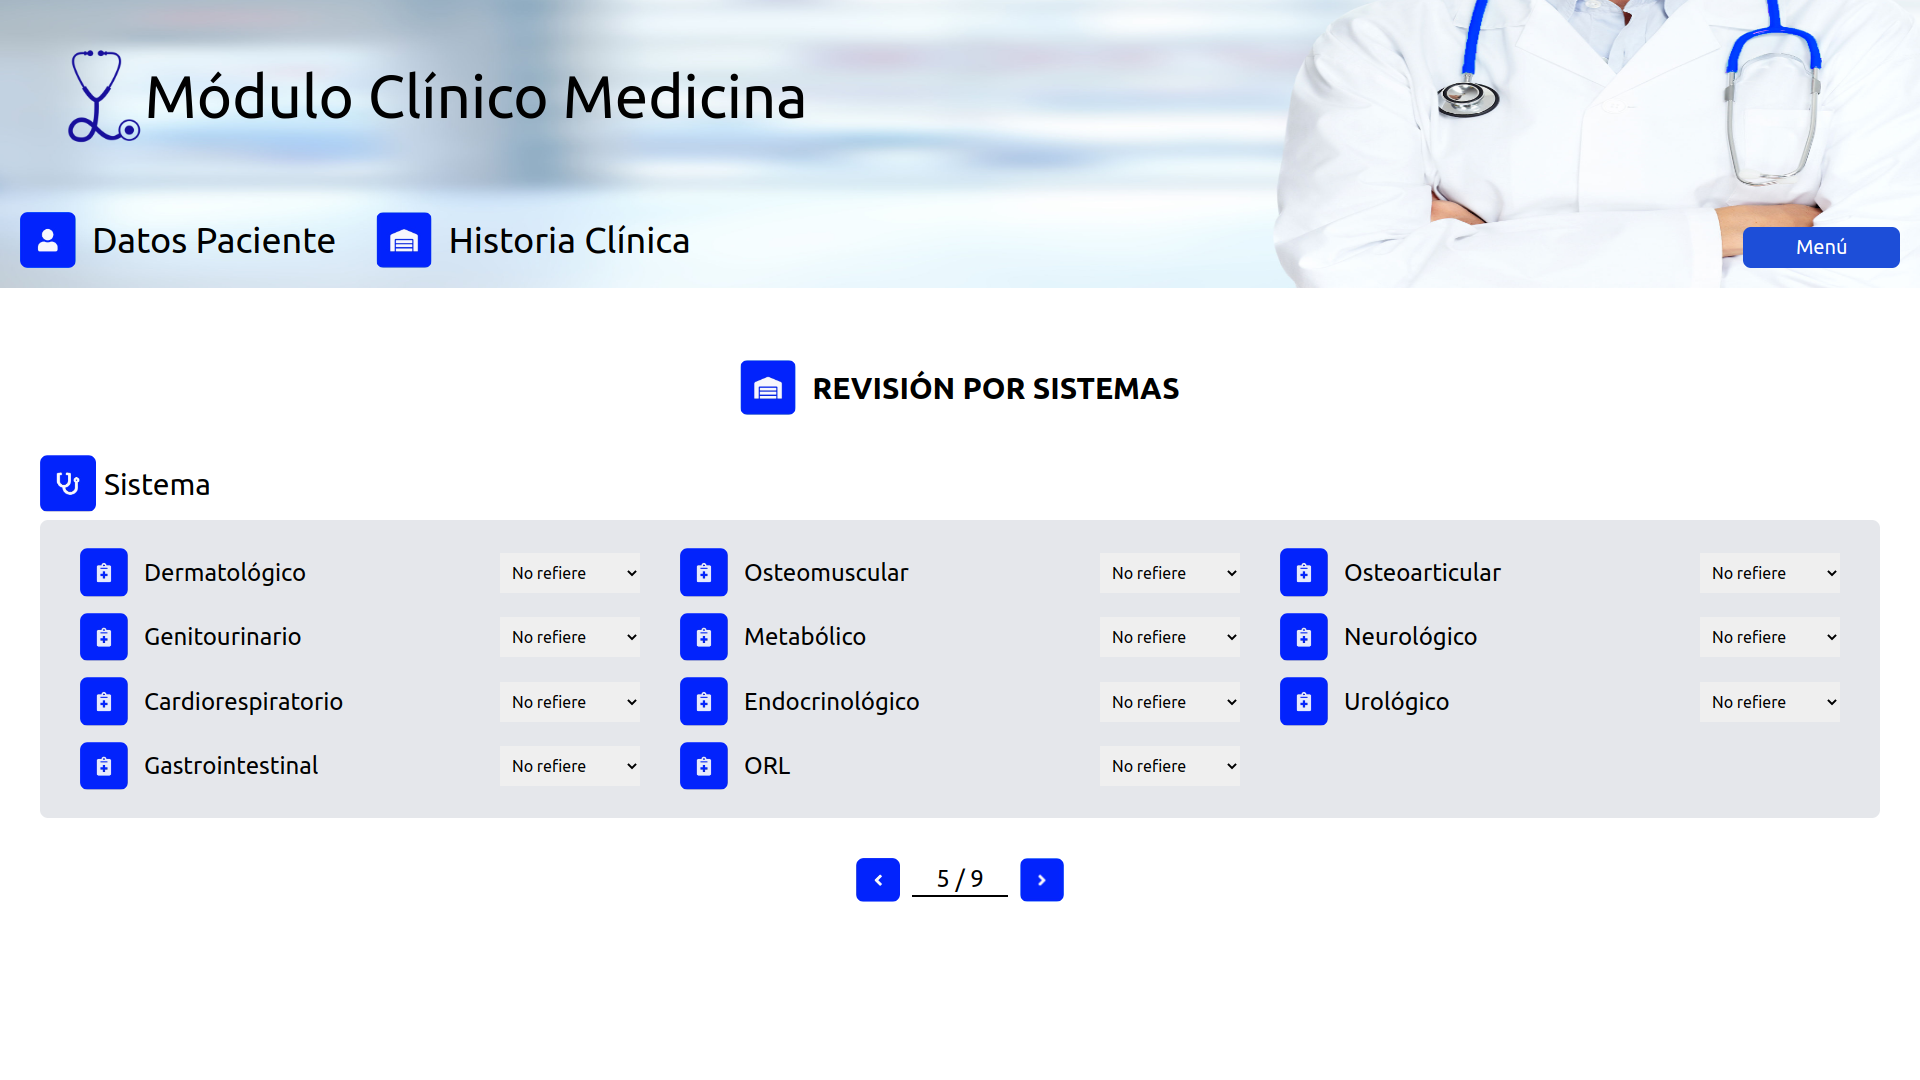 Módulo Clínico Medicina
Datos Paciente
Historia Clínica
Menú
REVISIÓN POR SISTEMAS
Sistema
Dermatológico No refiere Osteomuscular No refiere Osteoarticular No refiere
Genitourinario No refiere Metabólico No refiere Neurológico No refiere
Cardiorespiratorio No refiere Endocrinológico No refiere Urológico No refiere
Gastrointestinal No refiere ORL No refiere
5 / 9